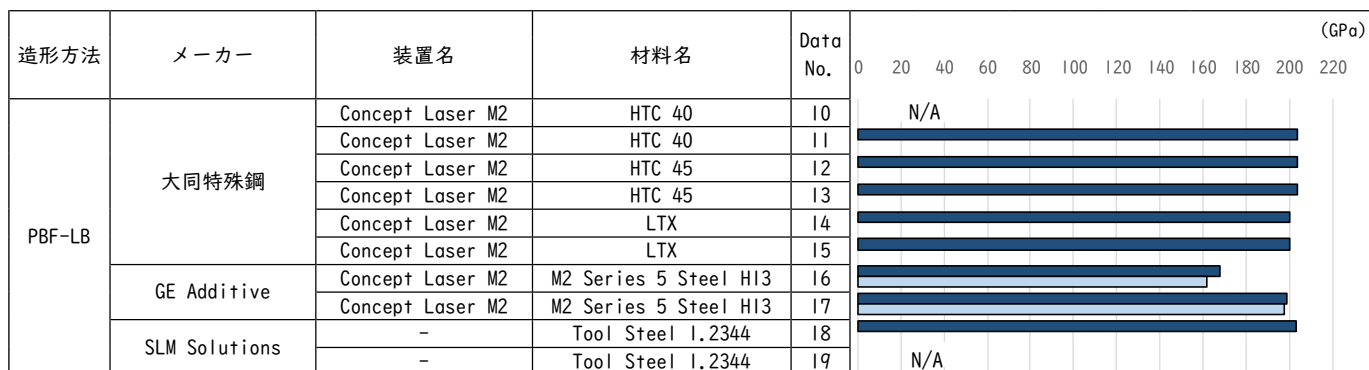 (GPa)
造形方法 メーカー 装置名 材料名 Data No. 0 20 40 60 80 100 120 140 160 180 200 220
PBF-LB
大同特殊鋼
Concept Laser M2 HTC 40 10 N/A
Concept Laser M2 HTC 40 11
Concept Laser M2 HTC 45 12
Concept Laser M2 HTC 45 13
Concept Laser M2 LTX 14
Concept Laser M2 LTX 15
GE Additive
Concept Laser M2 M2 Series 5 Steel H13 16
Concept Laser M2 M2 Series 5 Steel H13 17
SLM Solutions
- Tool Steel 1.2344 18
- Tool Steel 1.2344 19 N/A